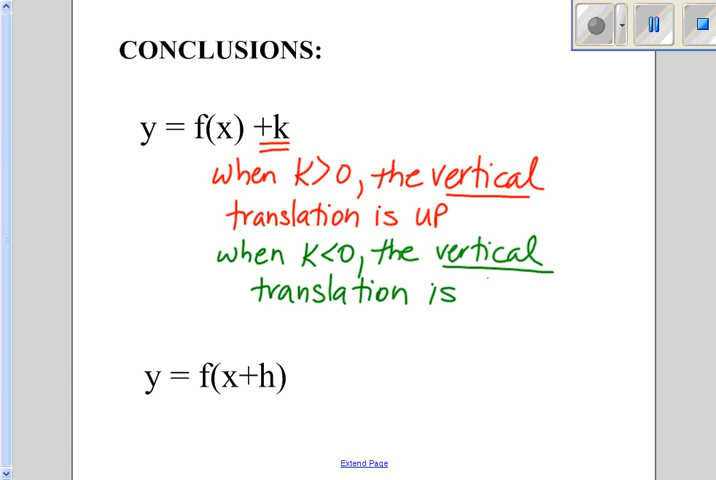 CONCLUSIONS:
y = f(x) +k
when K>0, the vertical
translation is up
when K<0, the vertical
translation is
y = f(x+h)
Extend Page